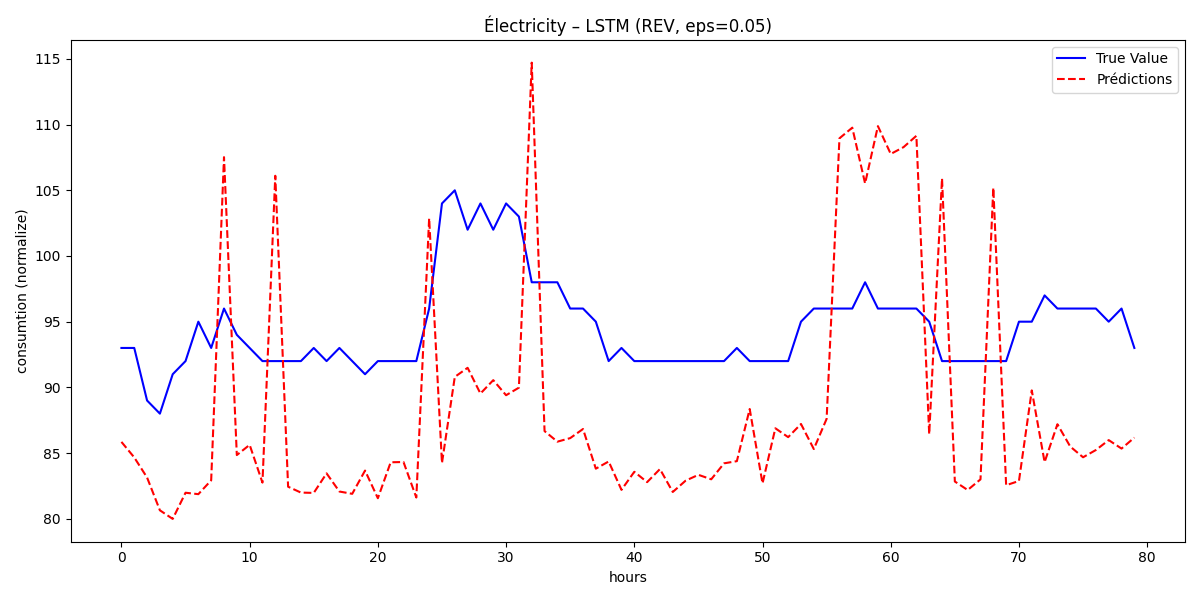 Électricity – LSTM (REV, eps=0.05)
True Value
Prédictions
consumtion (normalize)
115
110
105
100
95
90
85
80
0 10 20 30 40 50 60 70 80
hours